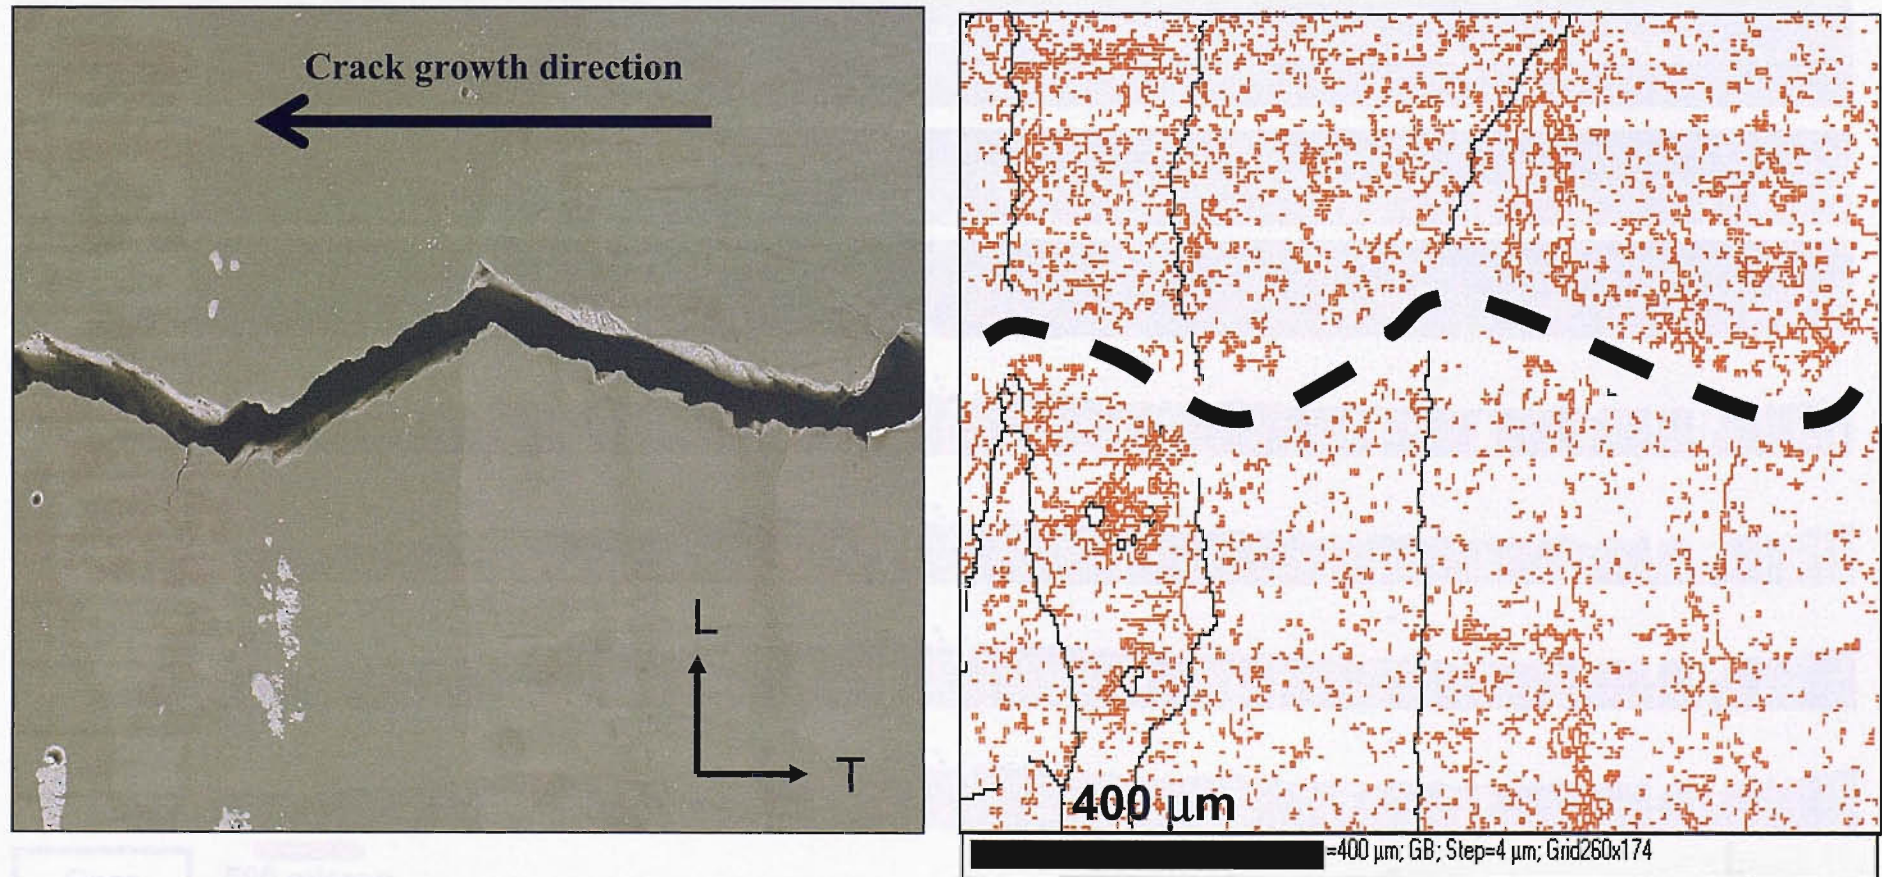 Crack growth direction
L
T
400 μm
=400 μm; GB; Step=4 μm; Grid260x174